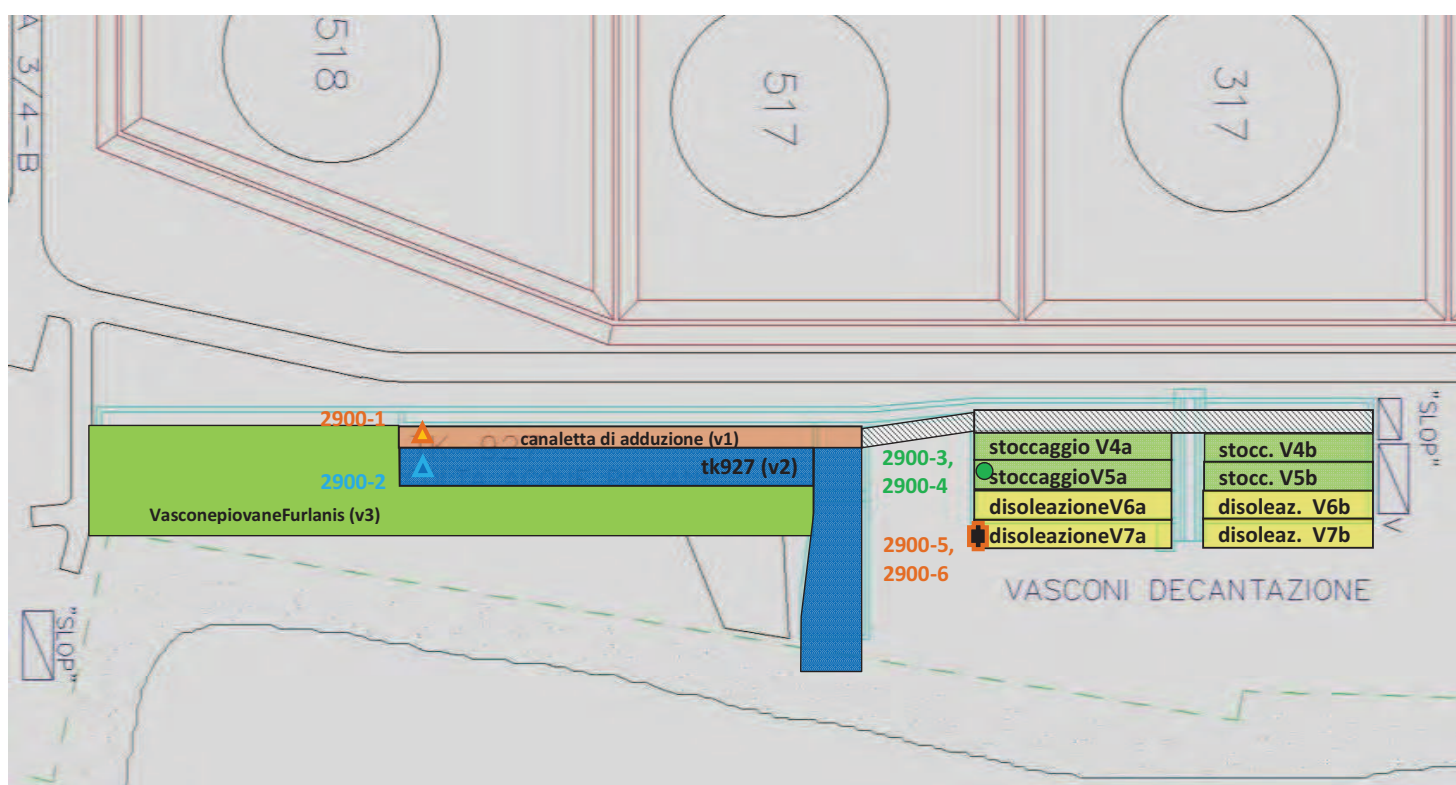 A 3/4-B
518
517
317
2900-1
canaletta di adduzione (v1)
2900-2
tk927 (v2)
VasconepiovaneFurlanis (v3)
2900-3,
2900-4
stoccaggio V4a
stoccaggioV5a
disoleazioneV6a
disoleazioneV7a
stocc. V4b
stocc. V5b
disoleaz. V6b
disoleaz. V7b
2900-5,
2900-6
VASCONI DECANTAZIONE
"SLOP"
V
"SLOP"